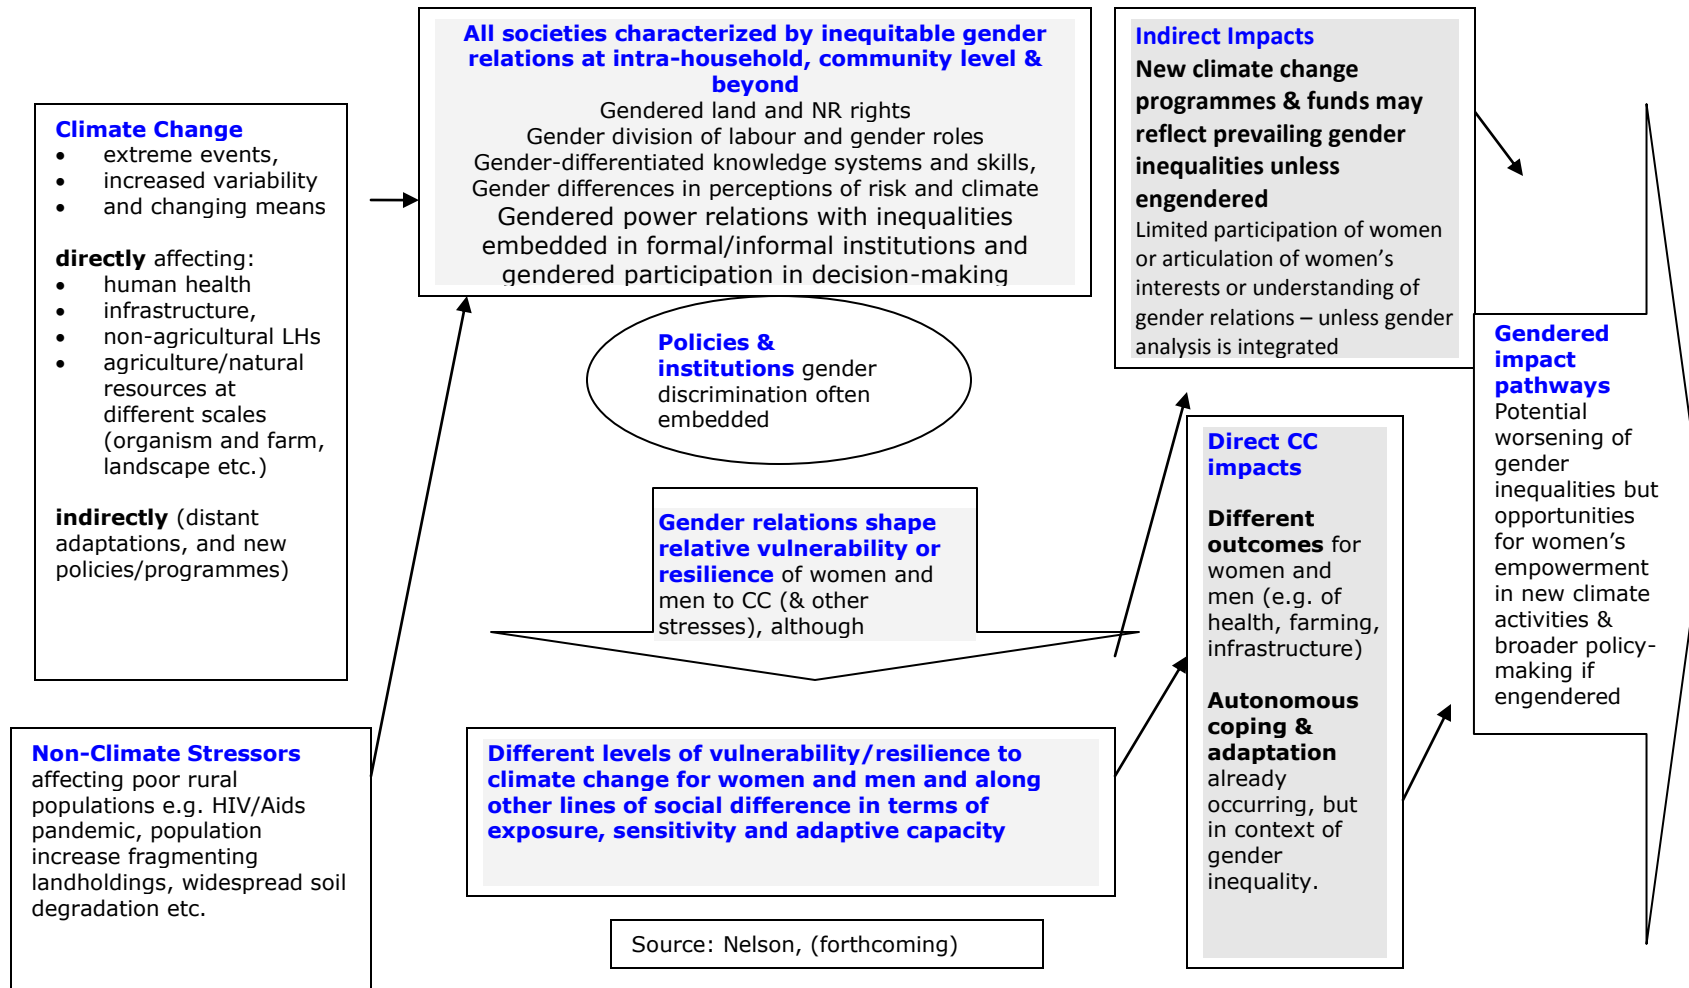 Climate Change
• extreme events,
• increased variability
• and changing means
directly affecting:
• human health
• infrastructure,
• non-agricultural LHs
• agriculture/natural
resources at
different scales
(organism and farm,
landscape etc.)
indirectly (distant
adaptations, and new
policies/programmes)
Non-Climate Stressors
affecting poor rural
populations e.g. HIV/Aids
pandemic, population
increase fragmenting
landholdings, widespread soil
degradation etc.
All societies characterized by inequitable gender
relations at intra-household, community level &
beyond
Gendered land and NR rights
Gender division of labour and gender roles
Gender-differentiated knowledge systems and skills,
Gender differences in perceptions of risk and climate
Gendered power relations with inequalities
embedded in formal/informal institutions and
gendered participation in decision-making
Policies &
institutions gender
discrimination often
embedded
Gender relations shape
relative vulnerability or
resilience of women and
men to CC (& other
stresses), although
Different levels of vulnerability/resilience to
climate change for women and men and along
other lines of social difference in terms of
exposure, sensitivity and adaptive capacity
Source: Nelson, (forthcoming)
Indirect Impacts
New climate change
programmes & funds may
reflect prevailing gender
inequalities unless
engendered
Limited participation of women
or articulation of women’s
interests or understanding of
gender relations – unless gender
analysis is integrated
Direct CC
impacts
Different
outcomes for
women and
men (e.g. of
health, farming,
infrastructure)
Autonomous
coping &
adaptation
already
occurring, but
in context of
gender
inequality.
Gendered
impact
pathways
Potential
worsening of
gender
inequalities but
opportunities
for women’s
empowerment
in new climate
activities &
broader policy-
making if
engendered